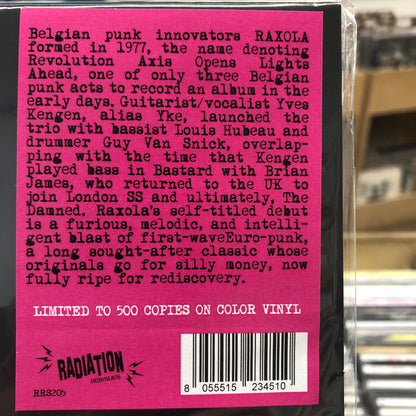 Belgian punk innovators RAXOLA
formed in 1977, the name denoting
Revolution Axis Opens Lights
Ahead, one of only three Belgian
punk acts to record an album in the
early days. Guitarist/vocalist Yves
Kengen, alias Yke, launched the
trio with bassist Louis Hubeau and
drummer Guy Van Snick, overlap-
ping with the time that Kengen
played bass in Bastard with Brian
James, who returned to the UK to
join London SS and ultimately, The
Damned. Raxola's self-titled debut
is a furious, melodic, and intelli-
gent blast of first-waveEuro-punk,
a long sought-after classic whose
originals go for silly money, now
fully ripe for rediscovery.
LIMITED TO 500 COPIES ON COLOR VINYL
RADIATION
RRS205
8 055515 234510